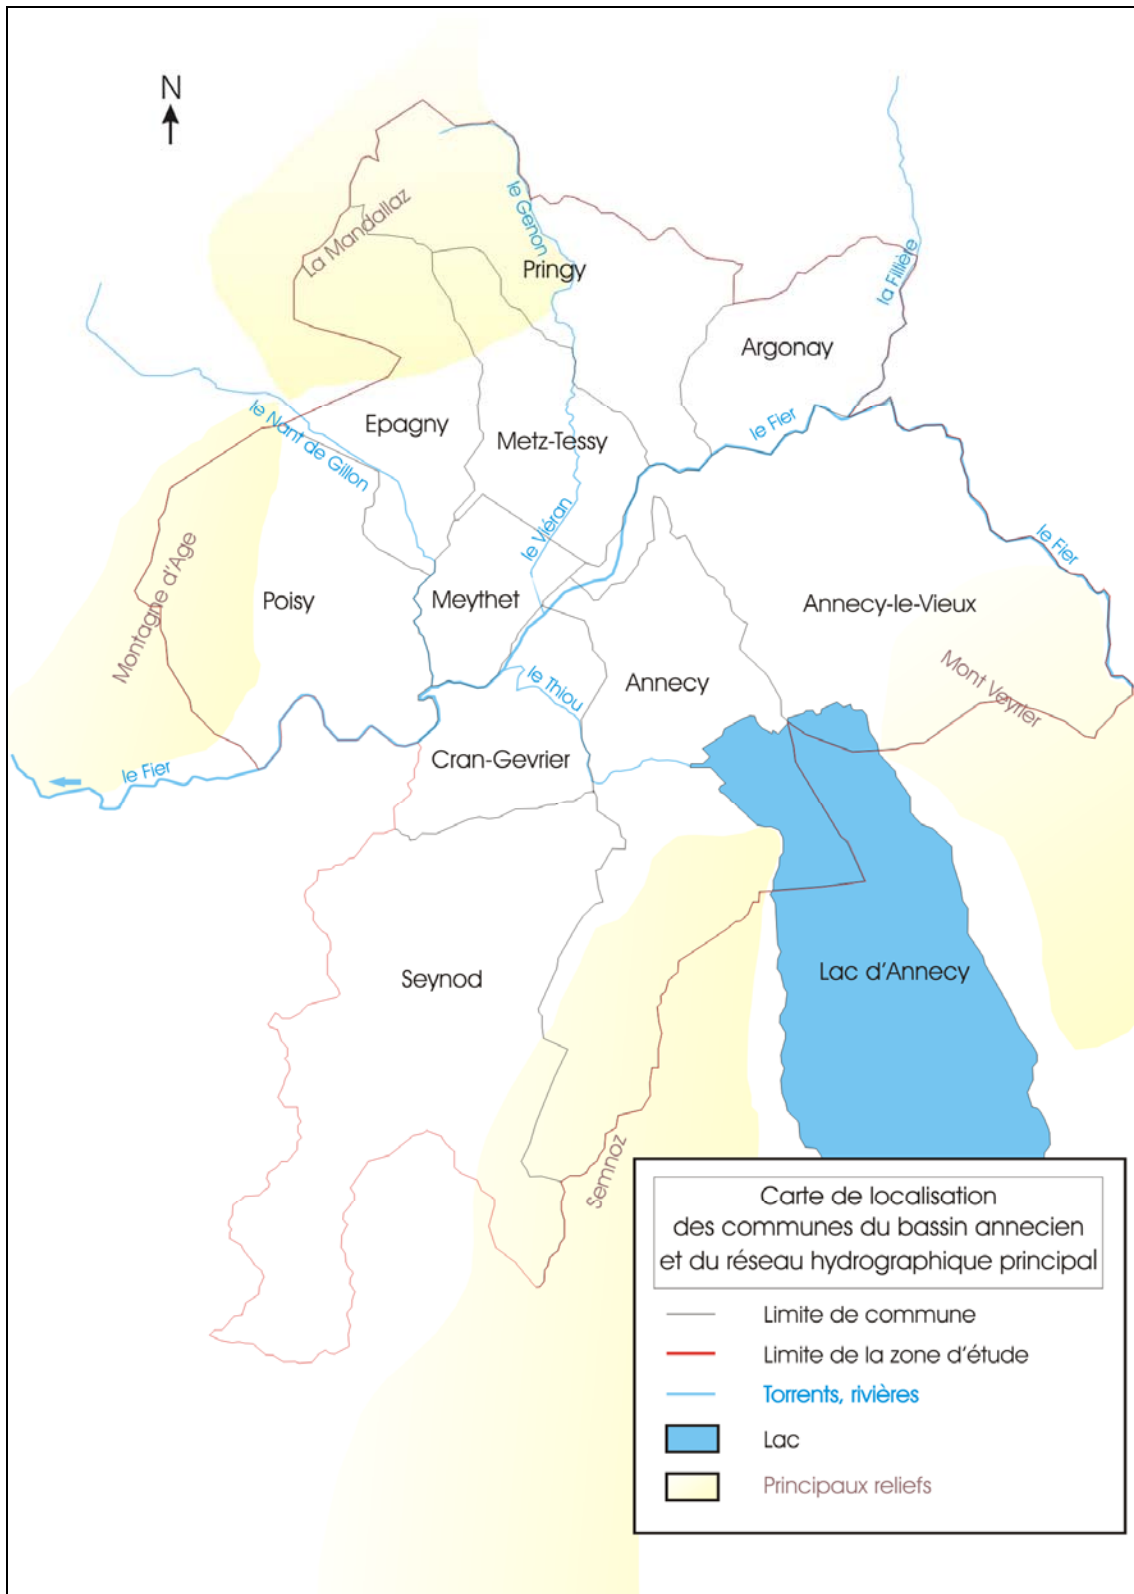 N
le Genon
La Mandallaz
Pringy
la Fillière
Argonay
le Nant de Gillon
Epagny
Metz-Tessy
le Fier
le Viéran
le Fier
Montagne d'Age
Poisy
Meythet
Annecy-le-Vieux
le Thiou
Annecy
Mont Veyrier
le Fier
Cran-Gevrier
Seynod
Lac d'Annecy
Semnoz
Carte de localisation
des communes du bassin annecien
et du réseau hydrographique principal
Limite de commune
Limite de la zone d'étude
Torrents, rivières
Lac
Principaux reliefs